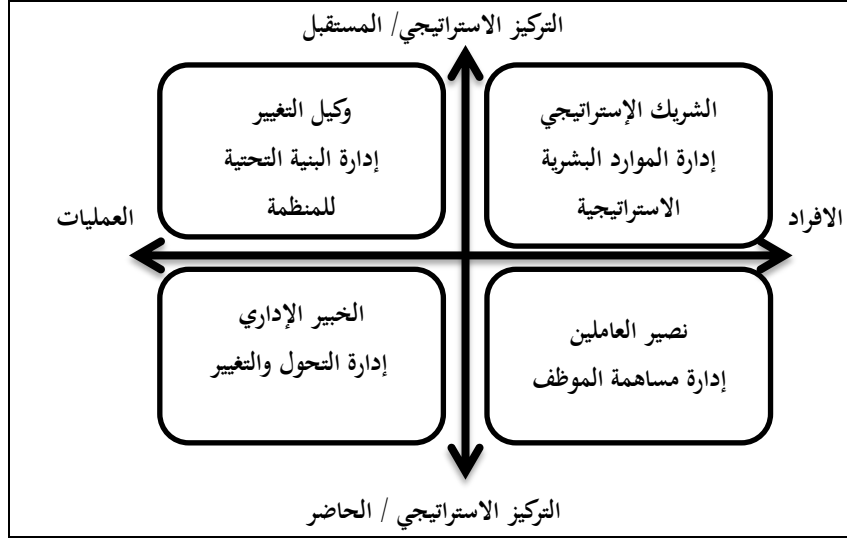 التركيز الاستراتيجي/ المستقبل
الشريك الإستراتيجي
إدارة الموارد البشرية
الاستراتيجية
وكيل التغيير
إدارة البنية التحتية
للمنظمة
الافراد
العمليات
نصير العاملين
إدارة مساهمة الموظف
الخبير الإداري
إدارة التحول والتغيير
التركيز الاستراتيجي / الحاضر